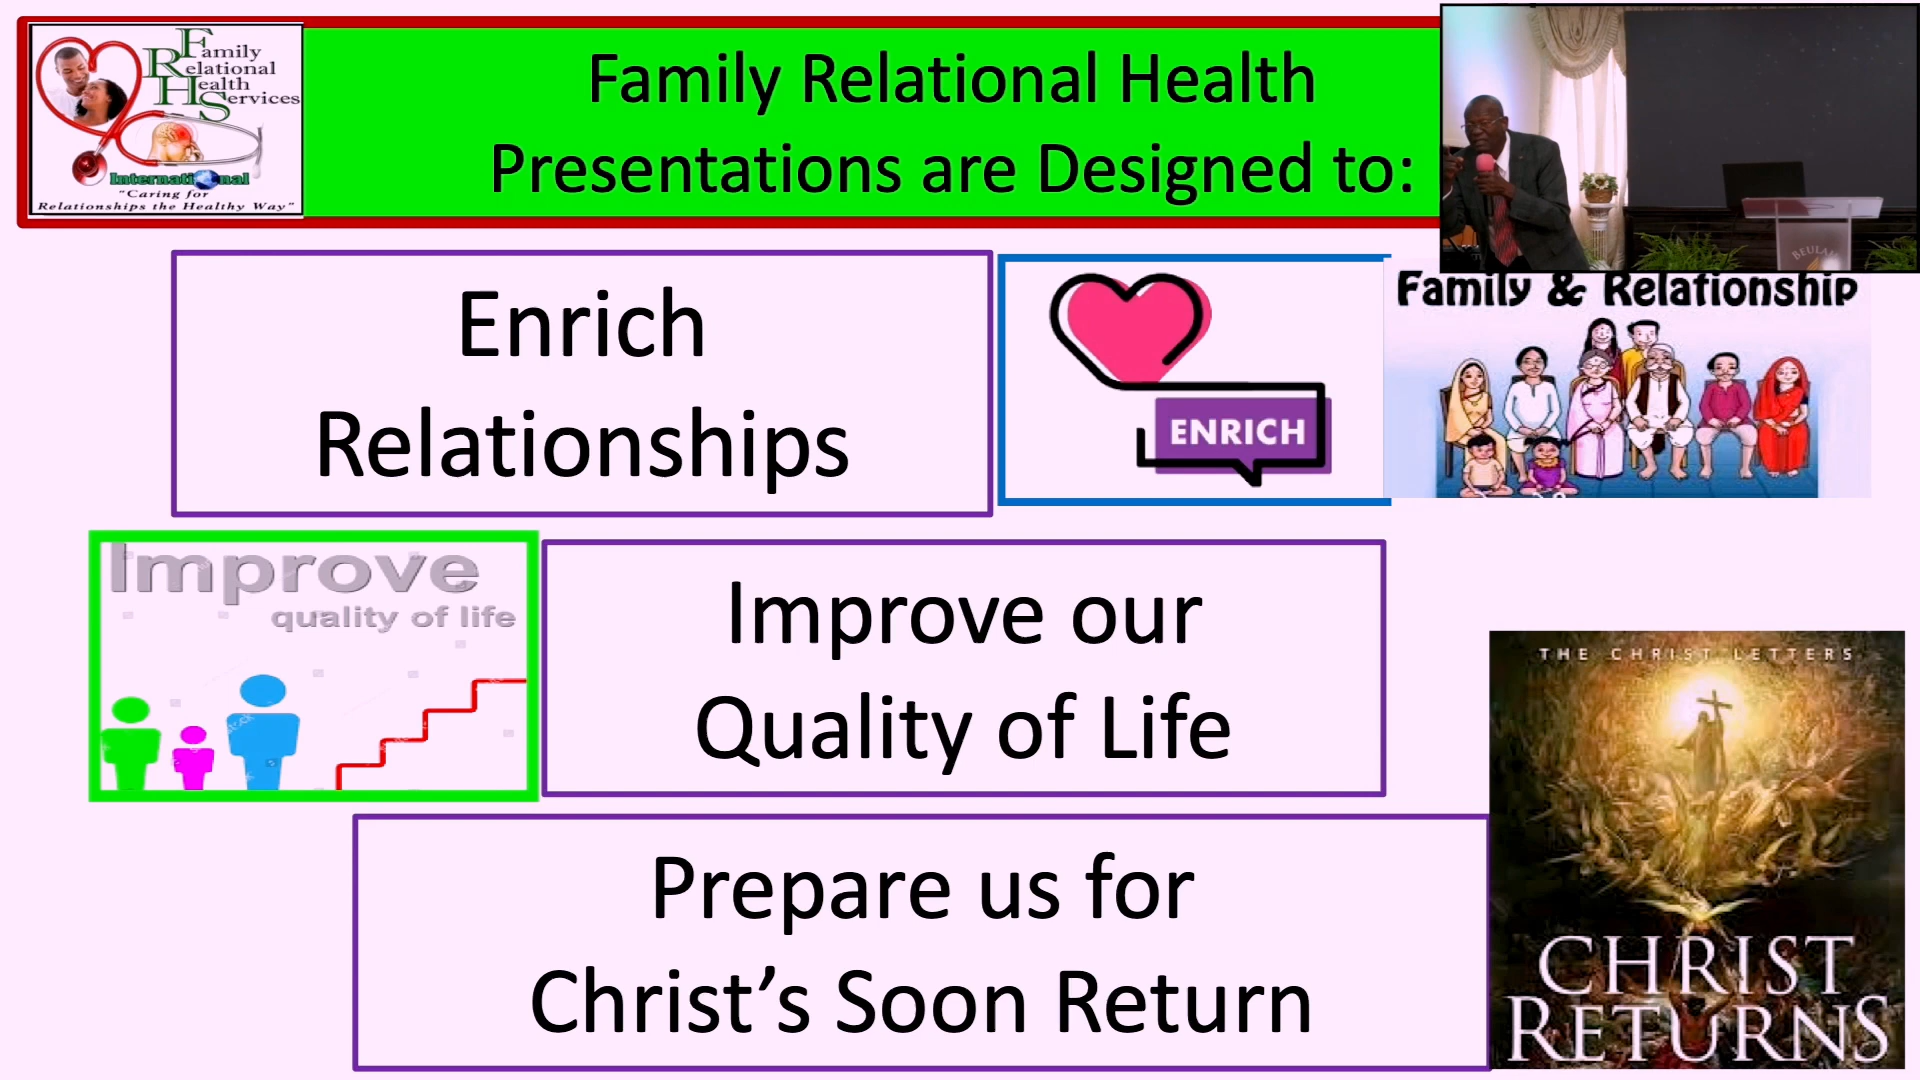 Family
Relational
Health
Services
International
"Caring for
Relationships the Healthy Way"
Family Relational Health
Presentations are Designed to:
BEULAH
Enrich
Relationships
ENRICH
Family & Relationship
Improve
quality of life
Improve our
Quality of Life
THE CHRIST LETTERS
CHRIST
RETURNS
Prepare us for
Christ’s Soon Return